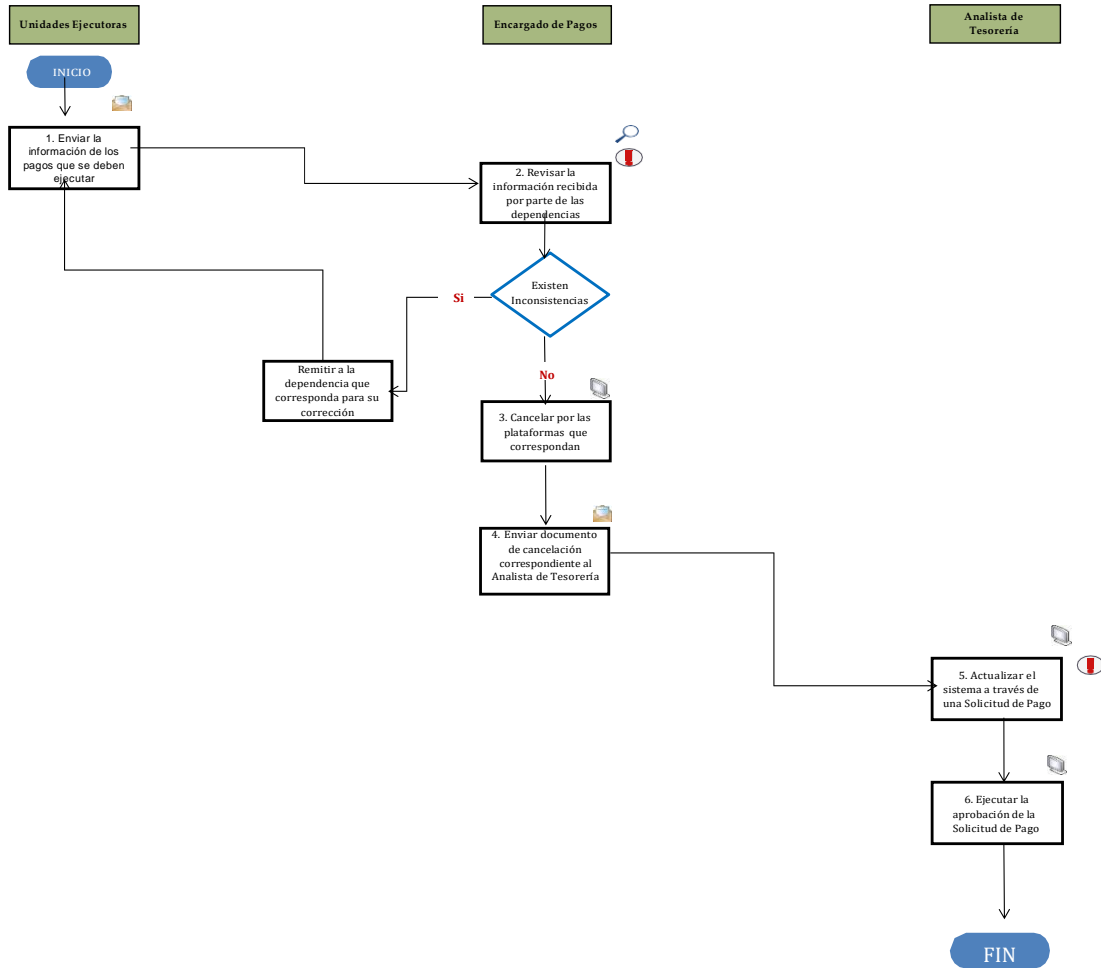 Unidades Ejecutoras
Encargado de Pagos
Analista de
Tesorería
INICIO
1. Enviar la
información de los
pagos que se deben
ejecutar
2. Revisar la
información recibida
por parte de las
dependencias
Existen
Inconsistencias
Si
Remitir a la
dependencia que
corresponda para su
corrección
No
3. Cancelar por las
plataformas que
correspondan
4. Enviar documento
de cancelación
correspondiente al
Analista de Tesorería
5. Actualizar el
sistema a través de
una Solicitud de Pago
6. Ejecutar la
aprobación de la
Solicitud de Pago
FIN